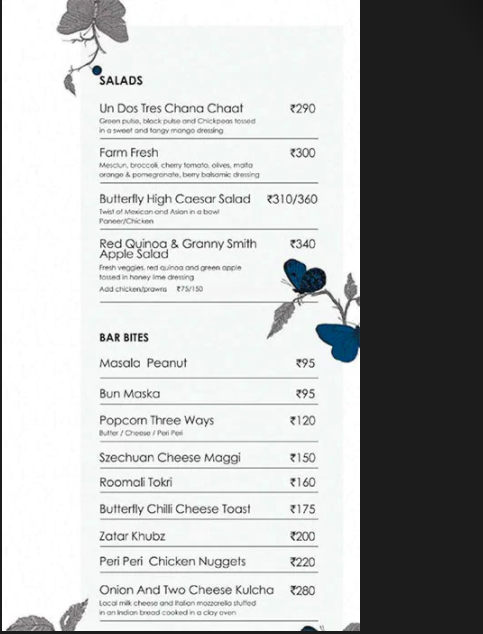 SALADS
Un Dos Tres Chana Chaat ₹290
Green pulse, black pulse and Chickpeas tossed
in a sweet and tangy mango dressing
Farm Fresh ₹300
Mesclun, broccoli, cherry tomato, olives, malta
orange & pomegranate, berry balsamic dressing
Butterfly High Caesar Salad ₹310/360
Twist of Mexican and Asian in a bowl
Paneer/Chicken
Red Quinoa & Granny Smith ₹340
Apple Salad
Fresh veggies, red quinoa and green apple
tossed in honey lime dressing
Add chicken/prawns ₹75/150
BAR BITES
Masala Peanut ₹95
Bun Maska ₹95
Popcorn Three Ways ₹120
Butter / Cheese / Peri Peri
Szechuan Cheese Maggi ₹150
Roomali Tokri ₹160
Butterfly Chilli Cheese Toast ₹175
Zatar Khubz ₹200
Peri Peri Chicken Nuggets ₹220
Onion And Two Cheese Kulcha ₹280
Local milk cheese and Italian mozzarella stuffed
in an Indian bread cooked in a clay oven